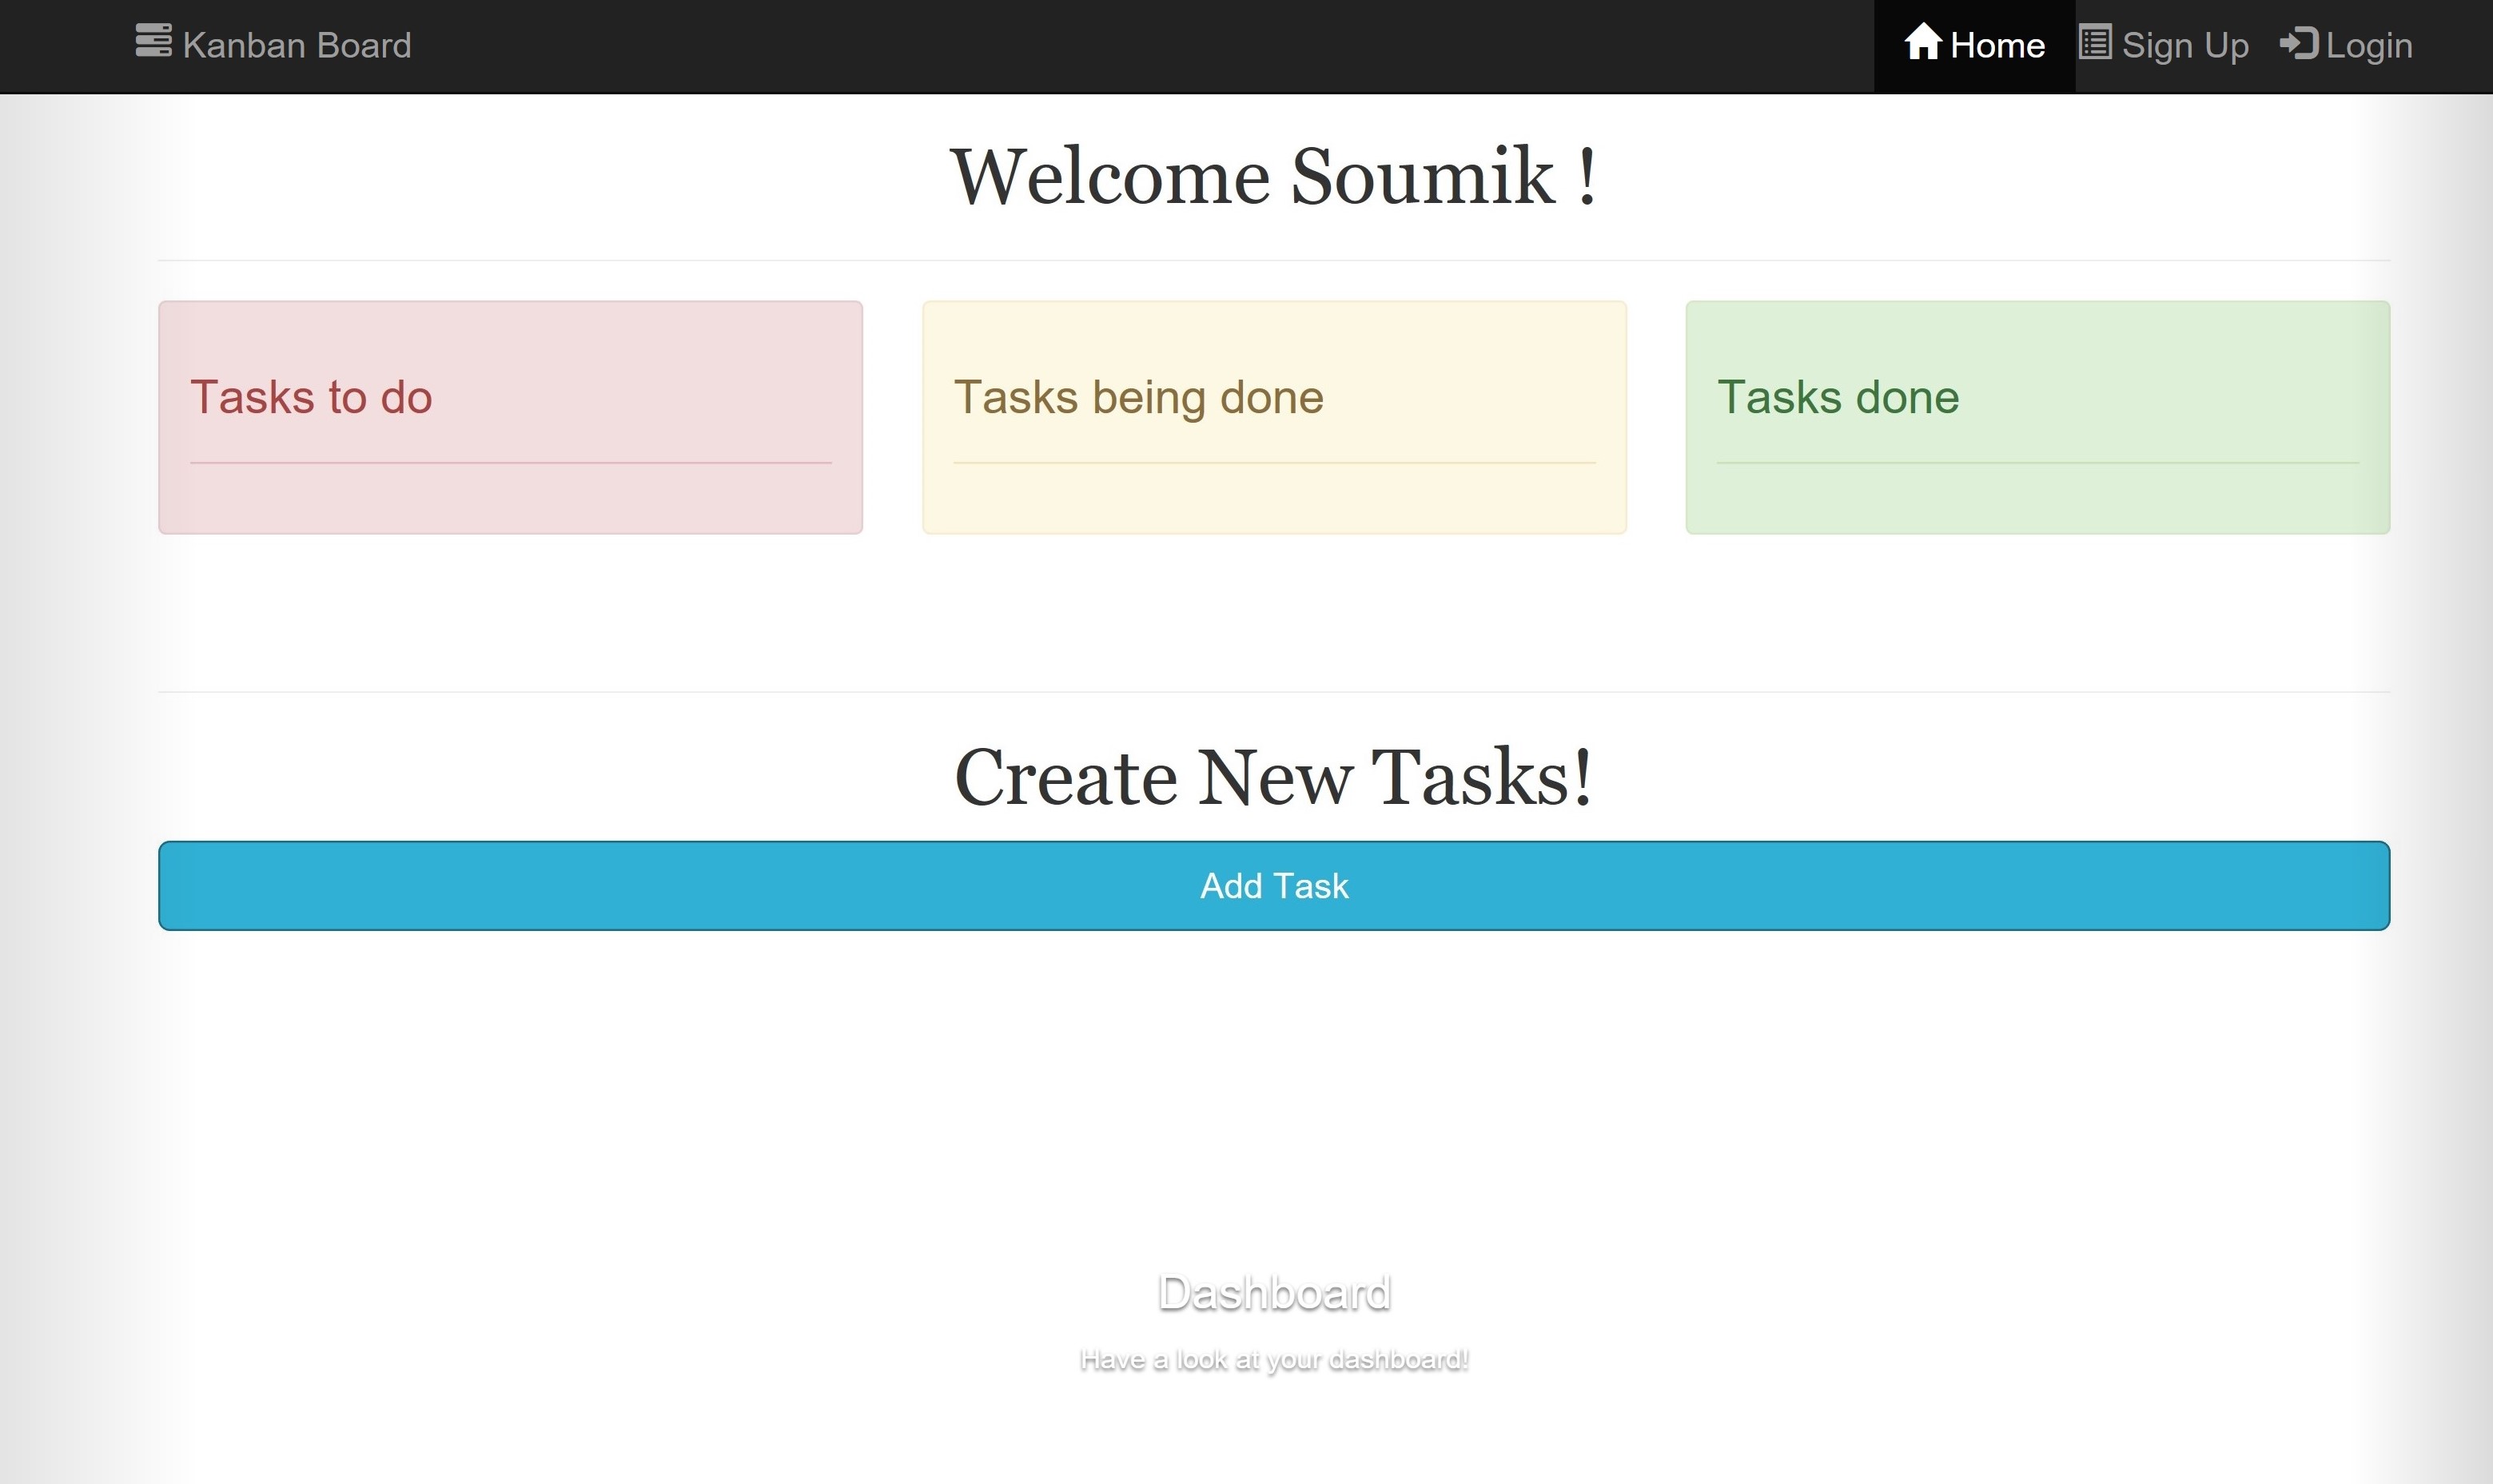 Kanban Board Home Sign Up Login
Welcome Soumik !
Tasks to do
Tasks being done
Tasks done
Create New Tasks!
Add Task
Dashboard
Have a look at your dashboard!